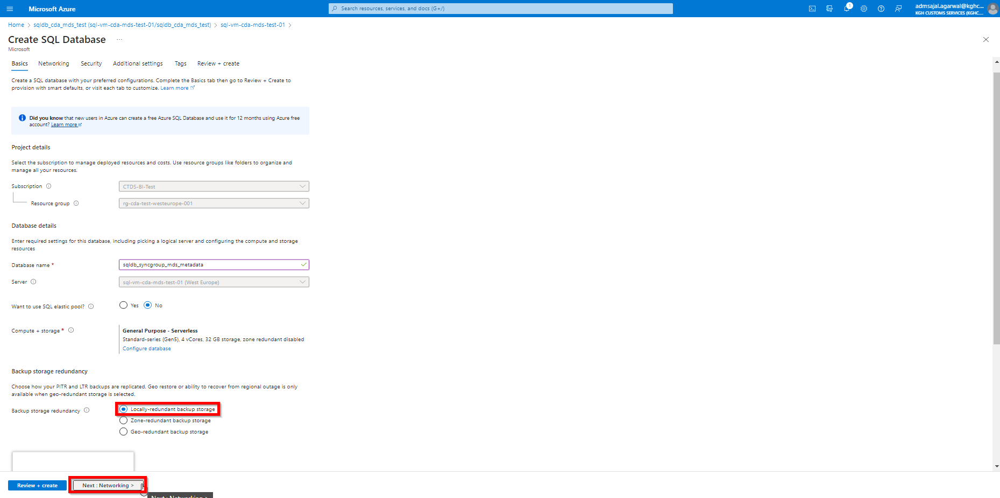 Microsoft Azure
Search resources, services, and docs (G+/)
1
admsajal.agarwal@kghc...
KGH CUSTOMS SERVICES (KGHC....
Home > sqldb_cda_mds_test (sql-vm-cda-mds-test-01/sqldb_cda_mds_test) > sql-vm-cda-mds-test-01 >
Create SQL Database ...
Microsoft
Basics Networking Security Additional settings Tags Review + create
Create a SQL database with your preferred configurations. Complete the Basics tab then go to Review + Create to
provision with smart defaults, or visit each tab to customize. Learn more
Did you know that new users in Azure can create a free Azure SQL Database and use it for 12 months using Azure free
account? Learn more
Project details
Select the subscription to manage deployed resources and costs. Use resource groups like folders to organize and
manage all your resources.
Subscription
CTDS-BI-Test
Resource group
rg-cda-test-westeurope-001
Database details
Enter required settings for this database, including picking a logical server and configuring the compute and storage
resources
Database name *
sqldb_syncgroup_mds_metadata
Server
sql-vm-cda-mds-test-01 (West Europe)
Want to use SQL elastic pool?
Yes No
Compute + storage *
General Purpose - Serverless
Standard-series (Gen5), 4 vCores, 32 GB storage, zone redundant disabled
Configure database
Backup storage redundancy
Choose how your PITR and LTR backups are replicated. Geo restore or ability to recover from regional outage is only
available when geo-redundant storage is selected.
Backup storage redundancy
Locally-redundant backup storage
Zone-redundant backup storage
Geo-redundant backup storage
Review + create
Next : Networking >
Next : Networking >